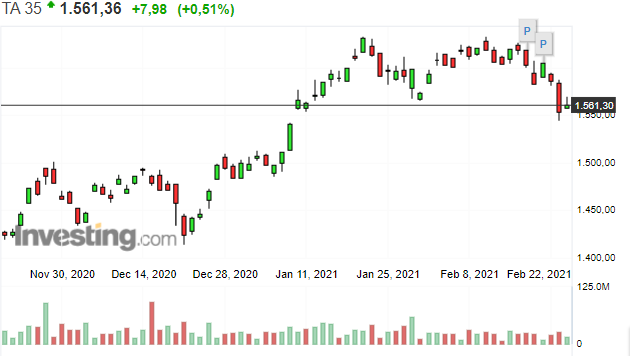 TA 35 1.561,36 +7,98 (+0,51%)
P
P
1.561,30
1.550,00
1.500,00
1.450,00
1.400,00
Investing.com
Nov 30, 2020 Dec 14, 2020 Dec 28, 2020 Jan 11, 2021 Jan 25, 2021 Feb 8, 2021 Feb 22, 2021
125.0M
0